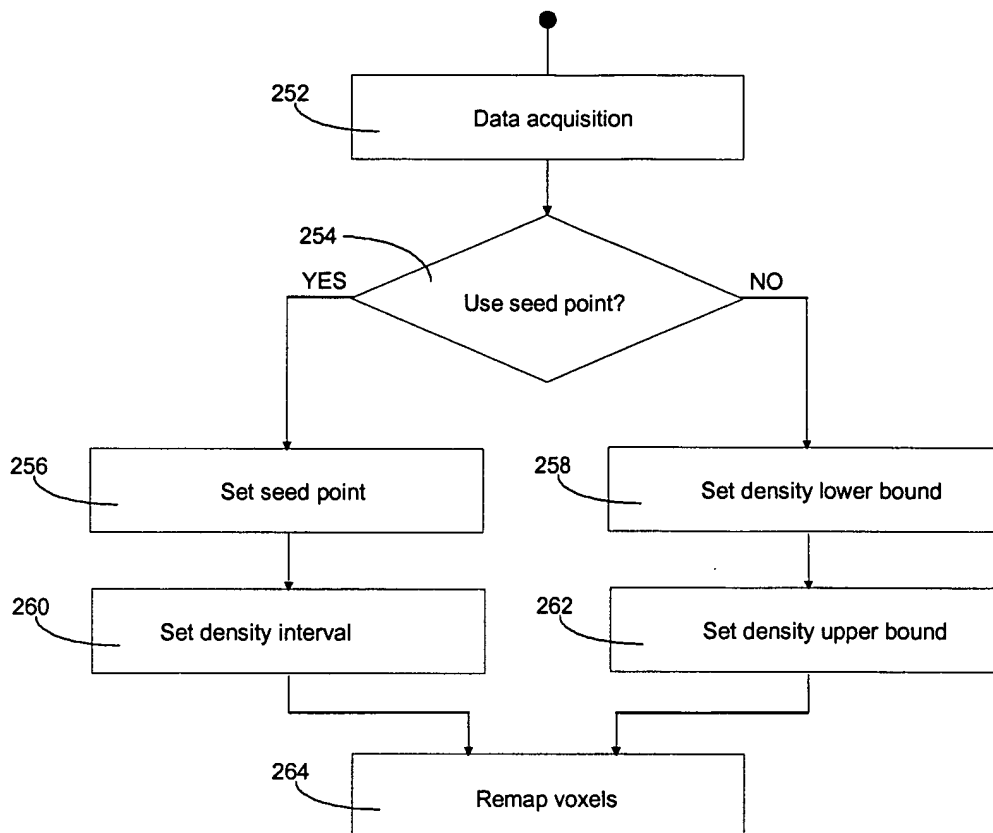 252
Data acquisition
254
YES
Use seed point?
NO
256
Set seed point
258
Set density lower bound
260
Set density interval
262
Set density upper bound
264
Remap voxels